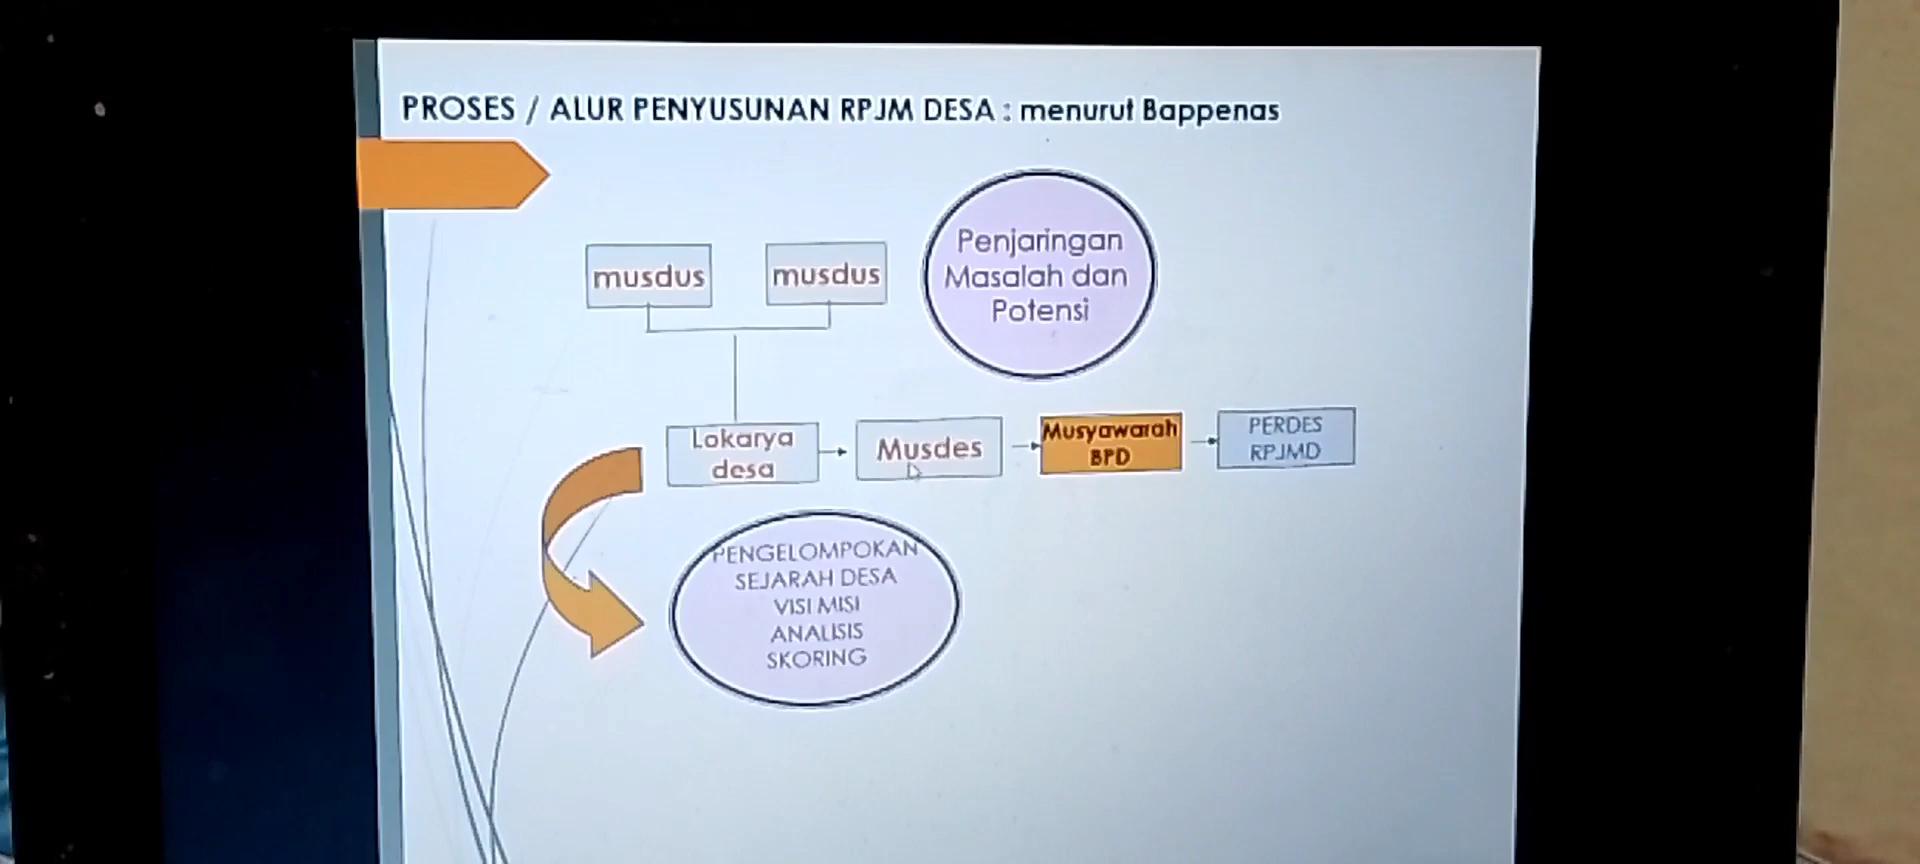 PROSES / ALUR PENYUSUNAN RPJM DESA : menurut Bappenas
musdus
musdus
Penjaringan
Masalah dan
Potensi
Lokarya
desa
Musdes
Musyawarah
BPD
PERDES
RPJMD
PENGELOMPOKAN
SEJARAH DESA
VISI MISI
ANALISIS
SKORING